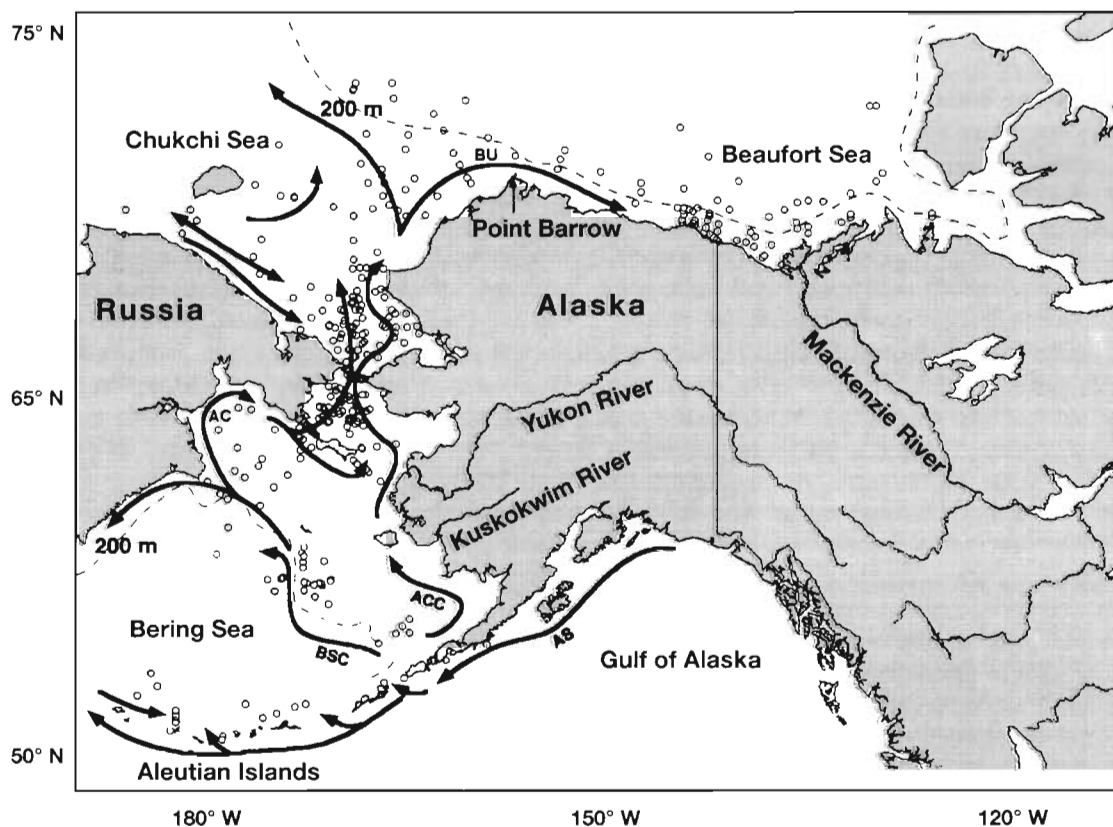 75° N
200 m
Chukchi Sea
Beaufort Sea
BU
Point Barrow
Russia
Alaska
Mackenzie River
65° N
AC
Yukon River
Kuskokwim River
200 m
ACC
Bering Sea
BSC
AS
Gulf of Alaska
50° N
Aleutian Islands
180° W
150° W
120° W